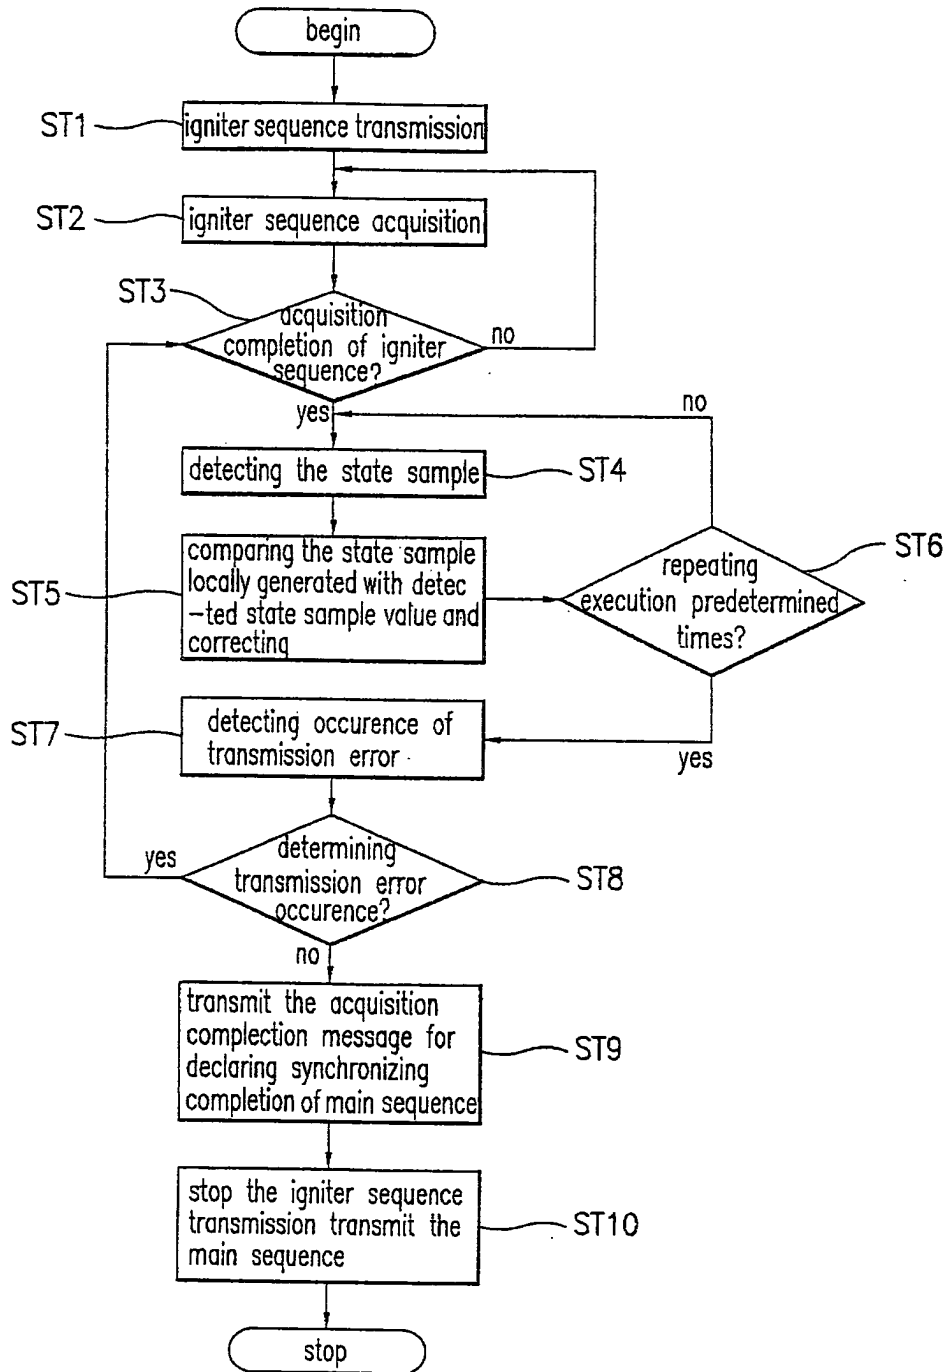 begin
ST1
igniter sequence transmission
ST2
igniter sequence acquisition
ST3
acquisition
completion of igniter
sequence?
no
yes
no
detecting the state sample
ST4
ST5
comparing the state sample
locally generated with detec
-ted state sample value and
correcting
ST6
repeating
execution predetermined
times?
yes
ST7
detecting occurence of
transmission error
yes
determining
transmission error
occurence?
ST8
no
transmit the acquisition
complection message for
declaring synchronizing
completion of main sequence
ST9
stop the igniter sequence
transmission transmit the
main sequence
ST10
stop